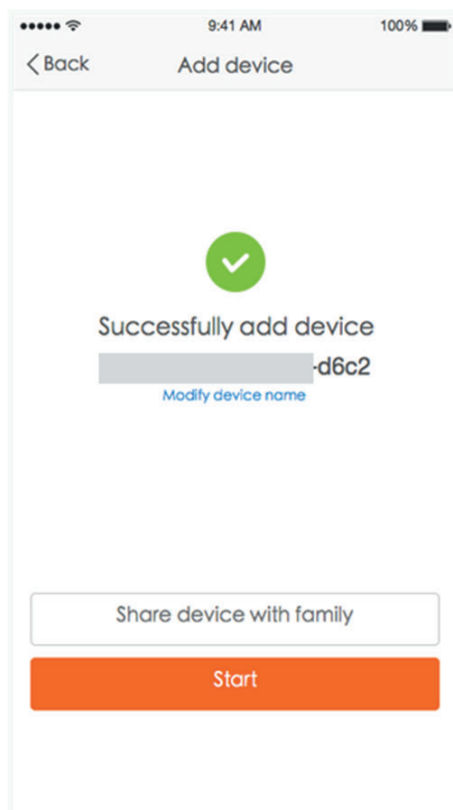 9:41 AM 100%
Back Add device
Successfully add device
-d6c2
Modify device name
Share device with family
Start